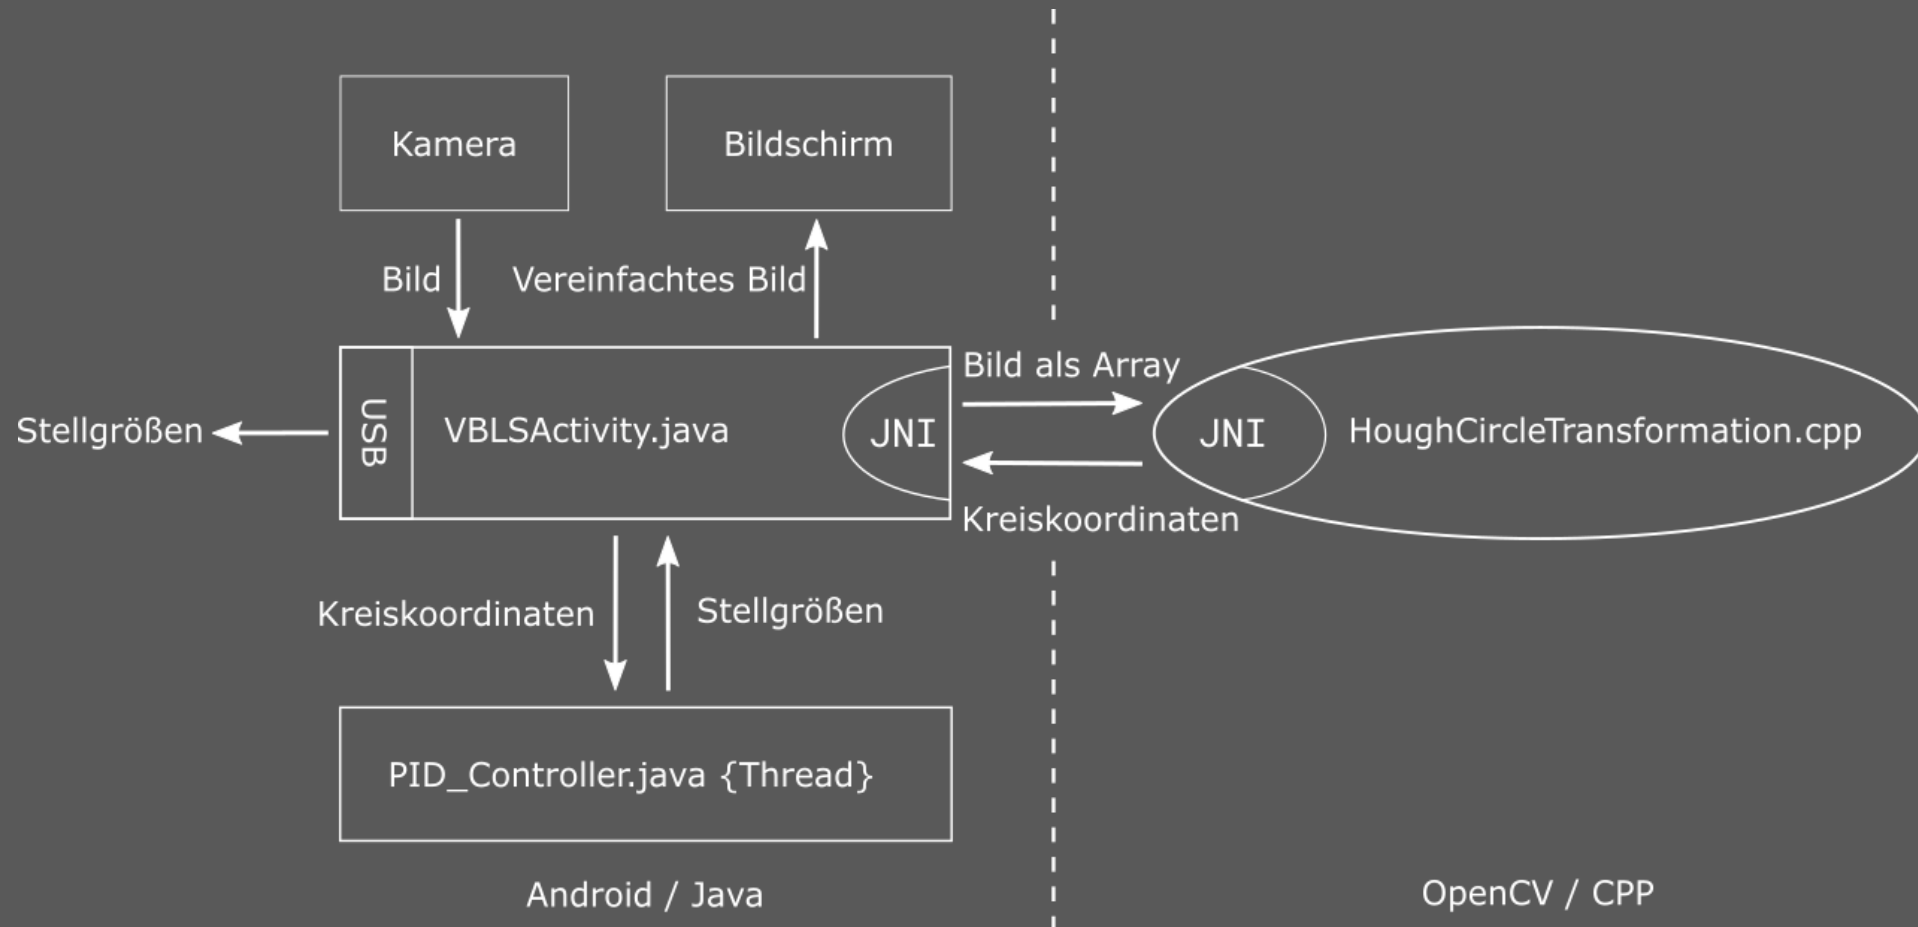 Kamera
Bildschirm
Bild
Vereinfachtes Bild
Stellgrößen
USB
VBLSActivity.java
JNI
Bild als Array
Kreiskoordinaten
JNI
HoughCircleTransformation.cpp
Kreiskoordinaten
Stellgrößen
PID_Controller.java {Thread}
Android / Java
OpenCV / CPP